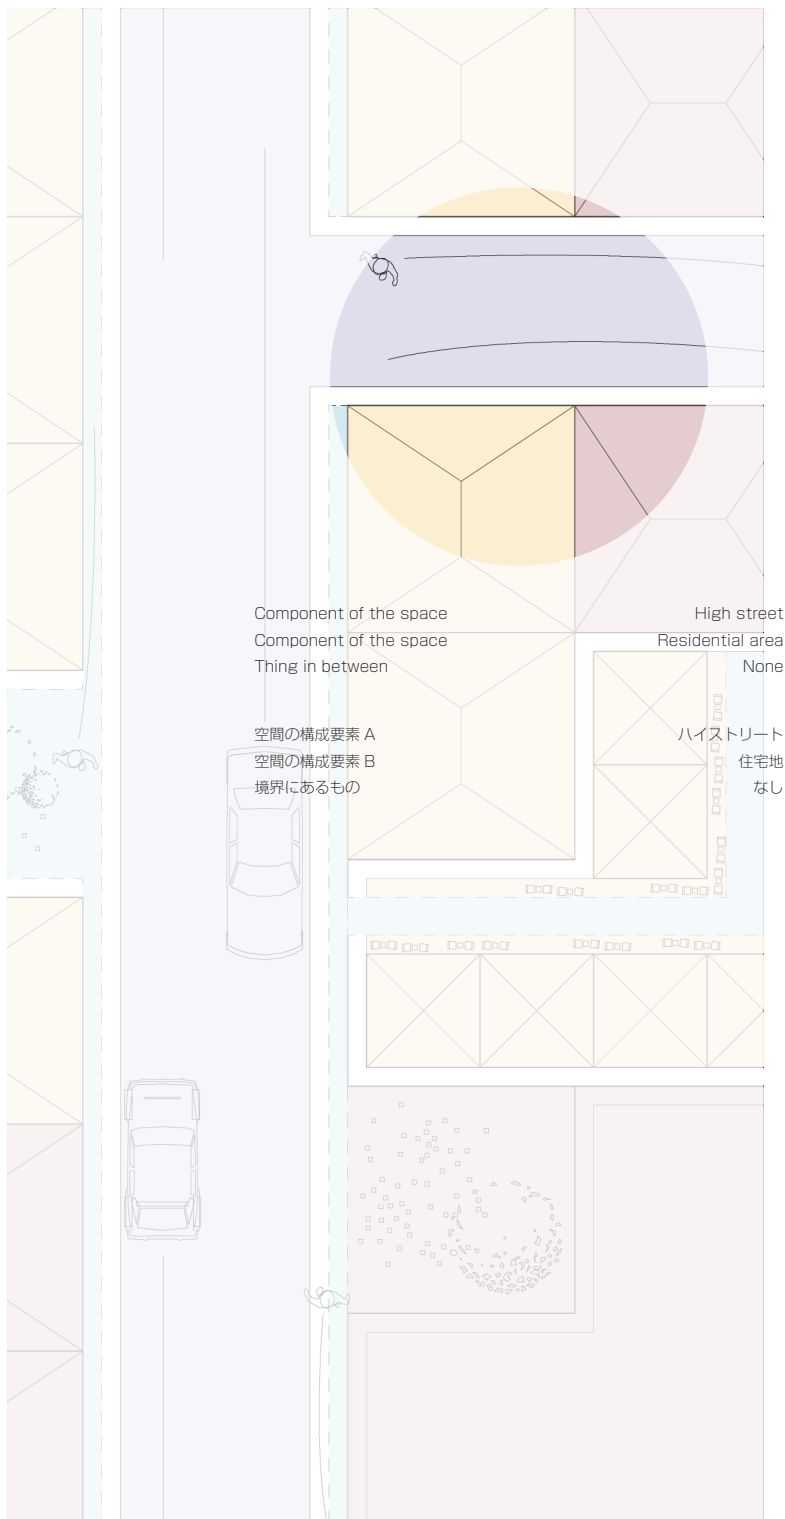 Component of the space High street
Component of the space Residential area
Thing in between None
空間の構成要素 A ハイストリート
空間の構成要素 B 住宅地
境界にあるもの なし